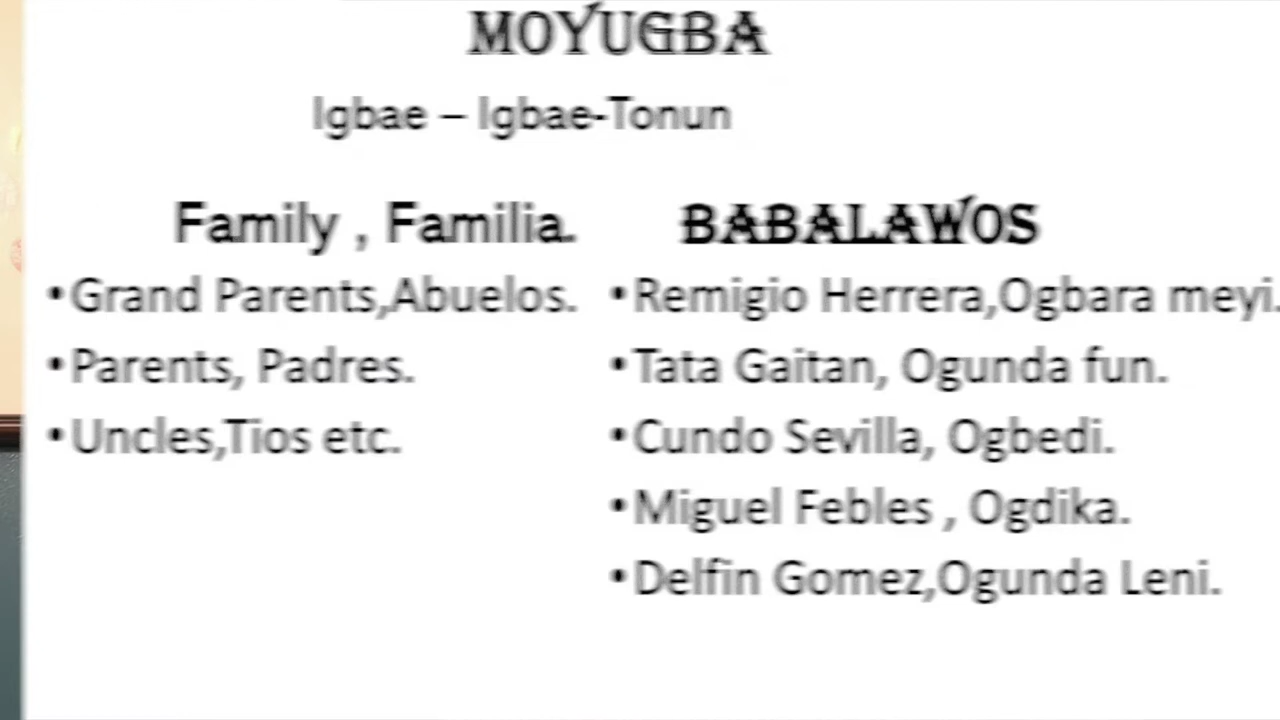 MOYUGBA
Igbae – Igbae-Tonun
Family , Familia.
•Grand Parents,Abuelos.
•Parents, Padres.
•Uncles,Tios etc.
BABALAWOS
•Remigio Herrera,Ogbara meyi.
•Tata Gaitan, Ogunda fun.
•Cundo Sevilla, Ogbedi.
•Miguel Febles , Ogdika.
•Delfin Gomez,Ogunda Leni.